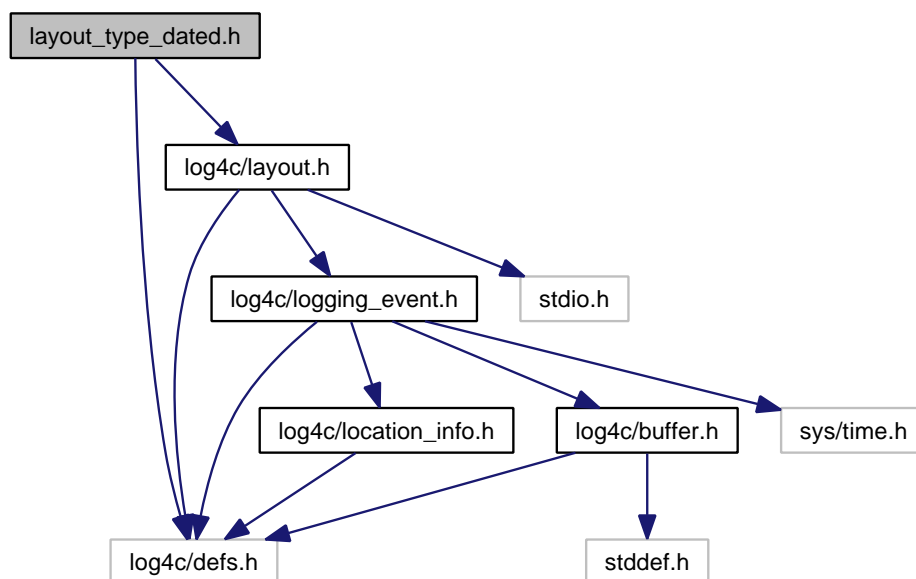 layout_type_dated.h
log4c/layout.h
log4c/logging_event.h
stdio.h
log4c/location_info.h
log4c/buffer.h
sys/time.h
log4c/defs.h
stddef.h